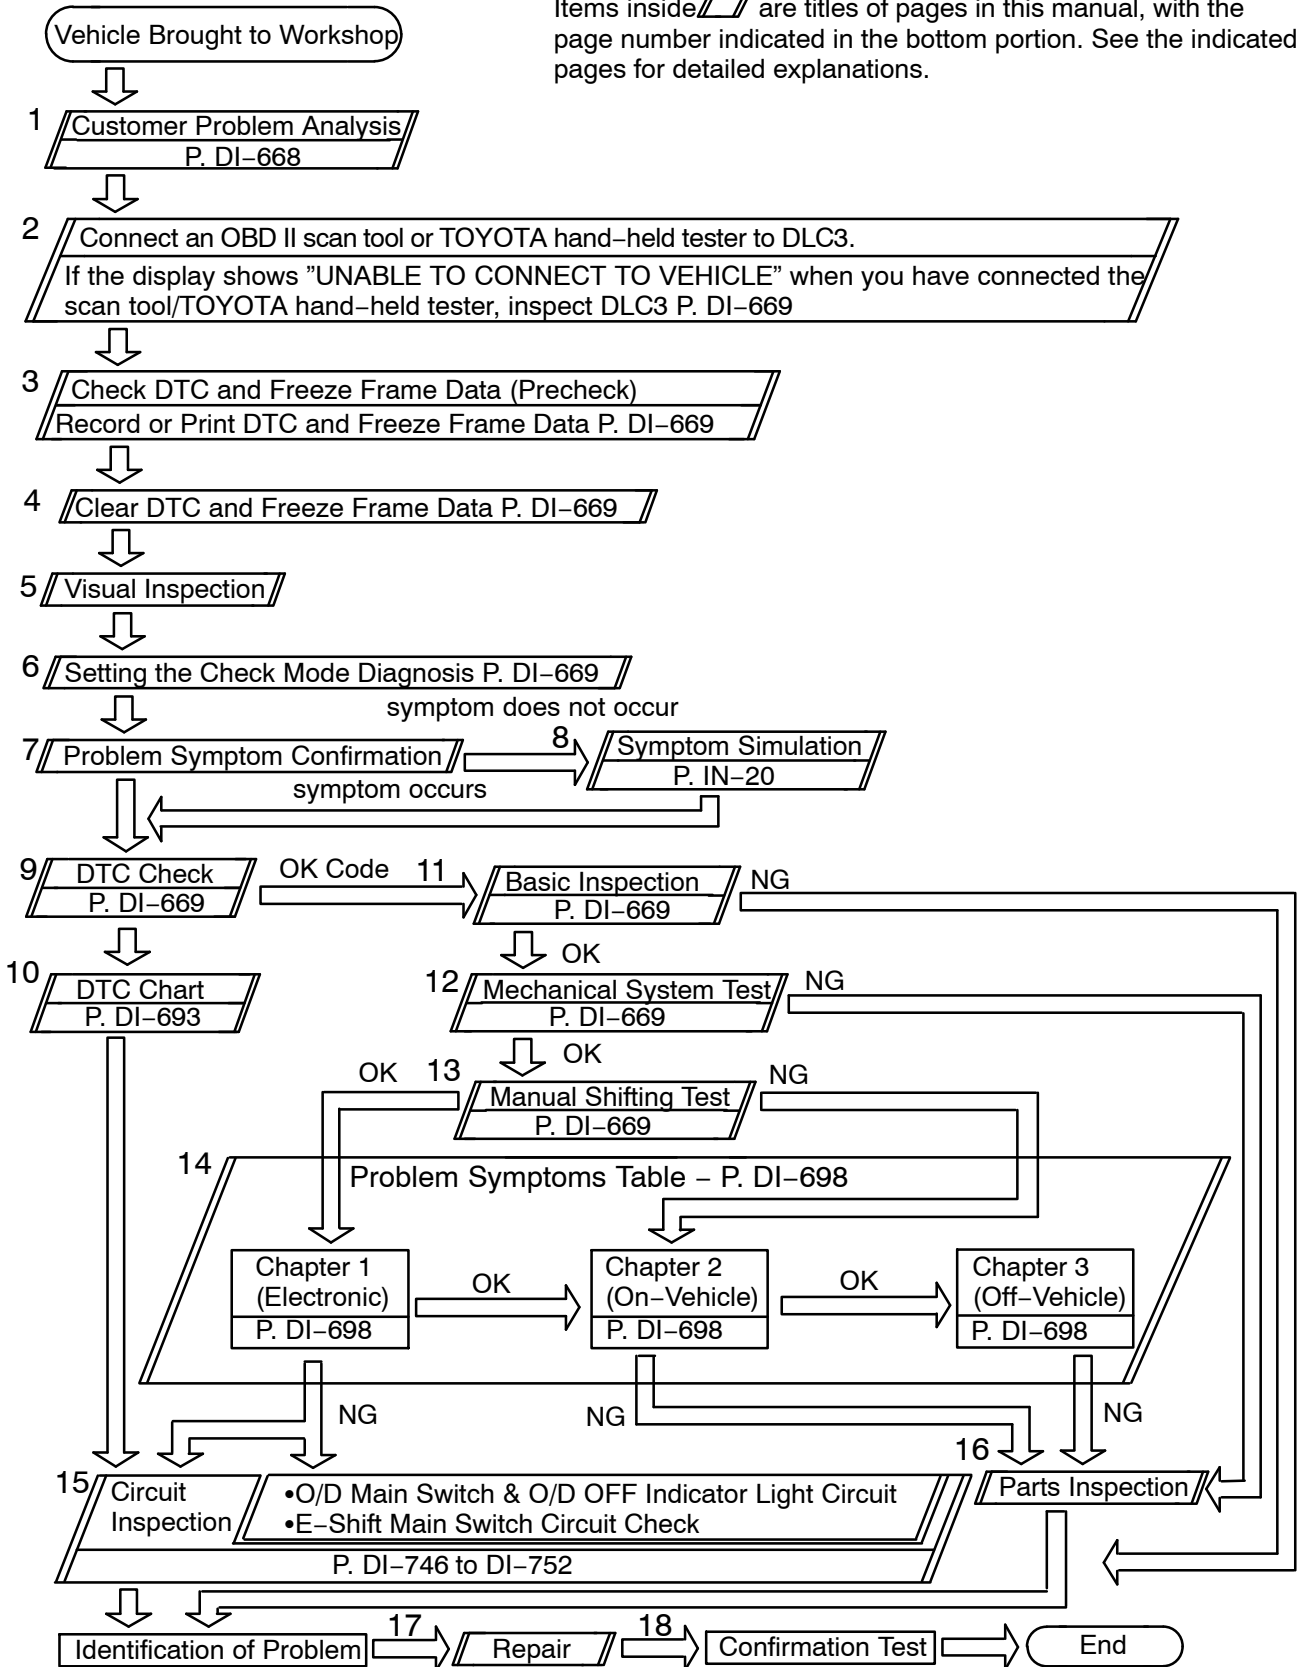 Items inside are titles of pages in this manual, with the
page number indicated in the bottom portion. See the indicated
pages for detailed explanations.
Vehicle Brought to Workshop
1
Customer Problem Analysis
P. DI−668
2
Connect an OBD II scan tool or TOYOTA hand−held tester to DLC3.
If the display shows ”UNABLE TO CONNECT TO VEHICLE” when you have connected the
scan tool/TOYOTA hand−held tester, inspect DLC3 P. DI−669
3
Check DTC and Freeze Frame Data (Precheck)
Record or Print DTC and Freeze Frame Data P. DI−669
4
Clear DTC and Freeze Frame Data P. DI−669
5
Visual Inspection
6
Setting the Check Mode Diagnosis P. DI−669
symptom does not occur
7
Problem Symptom Confirmation
8
Symptom Simulation
P. IN−20
symptom occurs
9
DTC Check
P. DI−669
OK Code
11
Basic Inspection
P. DI−669
NG
OK
10
DTC Chart
P. DI−693
12
Mechanical System Test
P. DI−669
NG
OK
OK
13
Manual Shifting Test
P. DI−669
NG
14
Problem Symptoms Table − P. DI−698
Chapter 1
(Electronic)
P. DI−698
OK
Chapter 2
(On−Vehicle)
P. DI−698
OK
Chapter 3
(Off−Vehicle)
P. DI−698
NG
NG
NG
15
Circuit
Inspection
•O/D Main Switch & O/D OFF Indicator Light Circuit
•E−Shift Main Switch Circuit Check
P. DI−746 to DI−752
16
Parts Inspection
Identification of Problem
17
Repair
18
Confirmation Test
End